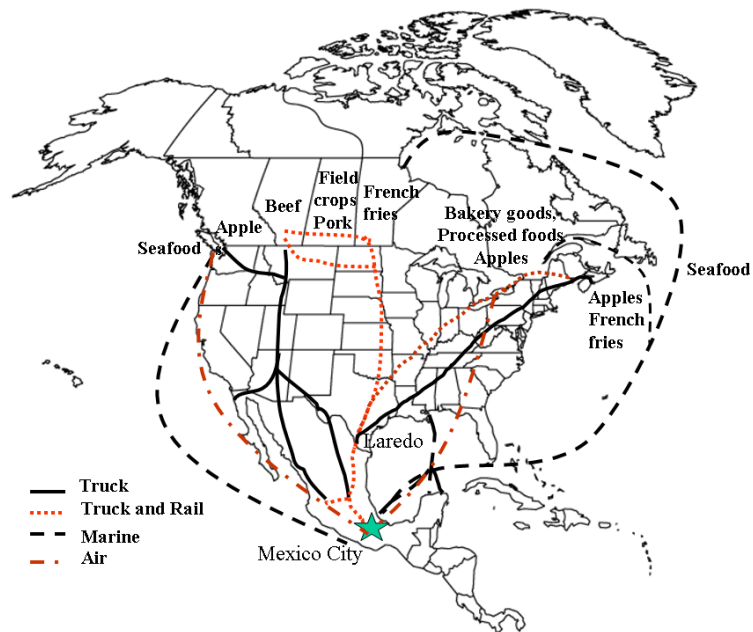 Field
crops
Pork
French
fries
Beef
Apple
Seafood
Bakery goods,
Processed foods
Apples
Seafood
Apples
French
fries
Laredo
Mexico City
Truck
Truck and Rail
Marine
Air